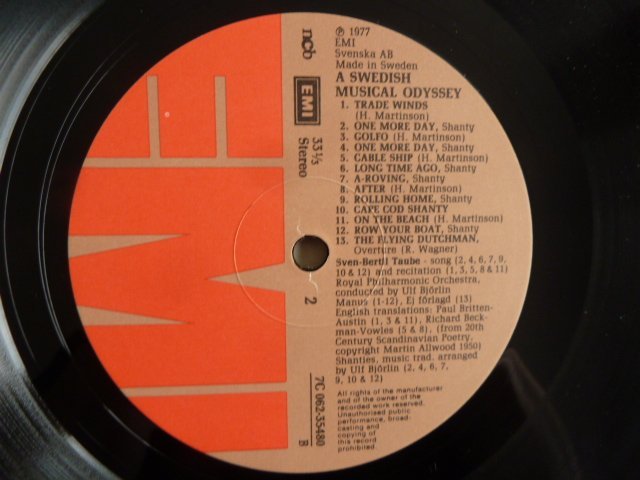 ℗ 1977
EMI
Svenska AB
Made in Sweden
A SWEDISH
MUSICAL ODYSSEY
1. TRADE WINDS
(H. Martinson)
2. ONE MORE DAY, Shanty
3. GOLFO (H. Martinson)
4. ONE MORE DAY, Shanty
5. CABLE SHIP (H. Martinson)
6. LONG TIME AGO, Shanty
7. A-ROVING, Shanty
8. AFTER (H. Martinson)
9. ROLLING HOME, Shanty
10. CAPE COD SHANTY
11. ON THE BEACH (H. Martinson)
12. ROW YOUR BOAT, Shanty
13. THE FLYING DUTCHMAN,
Overture (R. Wagner)
Sven-Bertil Taube - song (2, 4, 6, 7, 9,
10 & 12) and recitation (1, 3, 5, 8 & 11)
Royal Philharmonic Orchestra,
conducted by Ulf Björlin
Manus (1-12), Ej förlagd (13)
English translations: Paul Britten-
Austin (1, 3 & 11), Richard Beck-
man-Vowles (5 & 8), (from 20th
Century Scandinavian Poetry,
copyright Martin Allwood 1950)
Shanties, music trad. arranged
by Ulf Björlin (2, 4, 6, 7,
9, 10 & 12)
All rights of the manufacturer
and of the owner of the
recorded work reserved.
Unauthorised public
performance, broad-
casting and
copying of
this record
prohibited.
ncb
EMI
33 1/3
Stereo
2
7C 062-35480
B
EMI